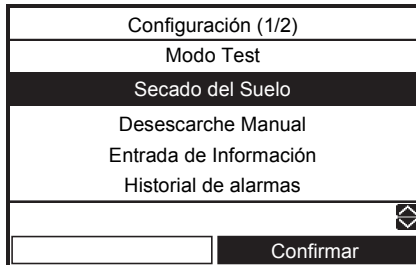 Configuración (1/2)
Modo Test
Secado del Suelo
Desescarche Manual
Entrada de Información
Historial de alarmas
Confirmar